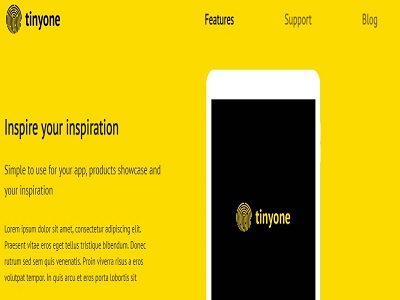 tinyone
Features
Support
Blog
Inspire your inspiration
Simple to use for your app, products showcase and
your inspiration
tinyone
Lorem ipsum dolor sit amet, consectetur adipiscing elit.
Praesent vitae eros eget tellus tristique bibendum. Donec
rutrum sed sem quis venenatis. Proin viverra risus a eros
volutpat tempor. In quis arcu et eros porta lobortis sit